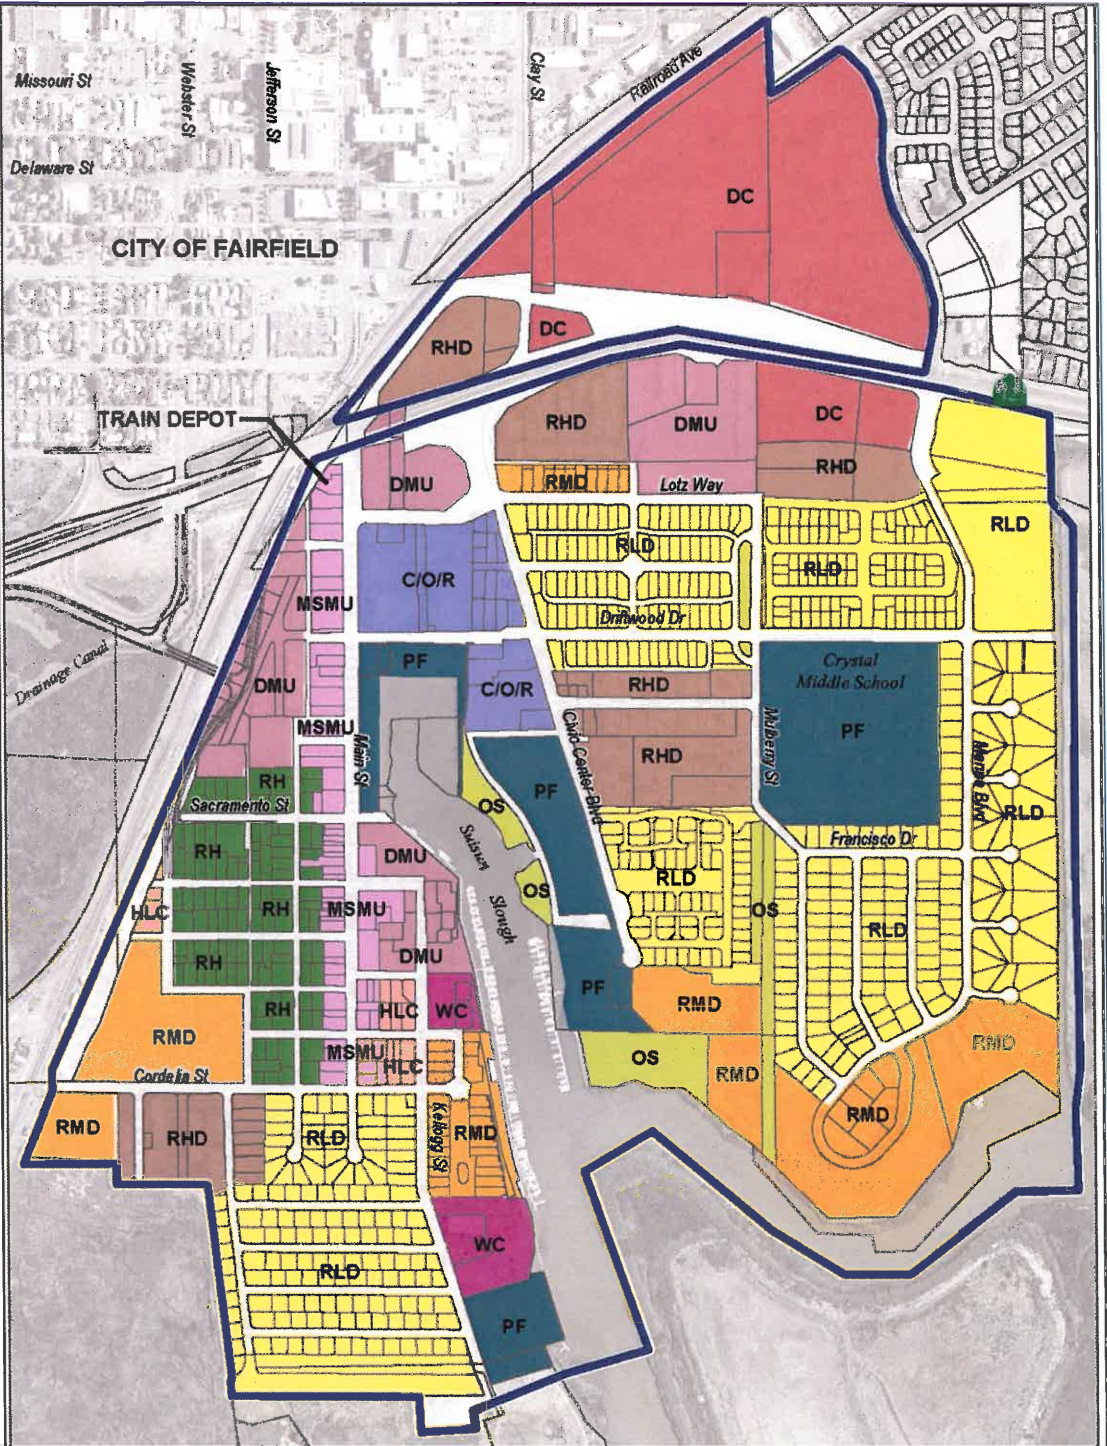 Missouri St
Webster St
Jefferson St
Clay St
Railroad Ave
Delaware St
DC
CITY OF FAIRFIELD
DC
RHD
TRAIN DEPOT
RHD
DMU
DC
RHD
DMU
RMD
Lotz Way
RLD
C/O/R
RLD
RLD
MSMU
Driftwood Dr
Drainage Canal
PF
Crystal
Middle School
DMU
C/O/R
RHD
MSMU
Main St
Civic Center Blvd
Mulberry St
PF
Marina Blvd
RHD
RH
PF
Sacramento St
OS
RLD
Suisun
Slough
Francisco Dr
RH
DMU
RLD
OS
HLC
RH
MSMU
OS
RLD
RH
DMU
PF
RH
HLC
WC
RMD
RMD
MSMU
RMD
OS
HLC
RMD
Cordelia St
RMD
Kellogg St
RMD
RHD
RLD
RMD
WC
RLD
PF